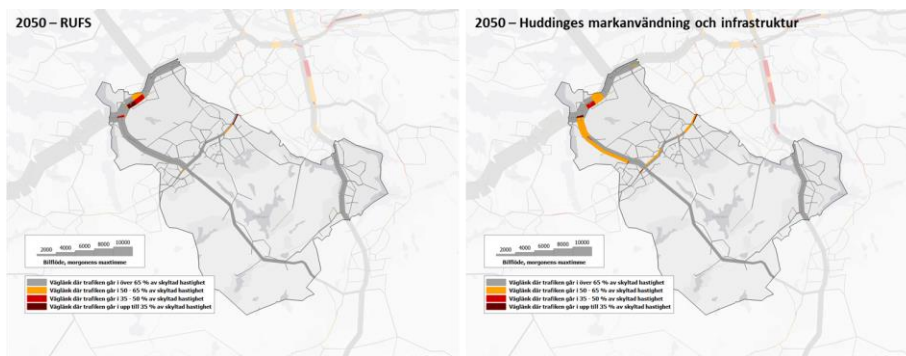 2050 – RUFS
2000 4000 6000 8000 10000
Bilflöde, morgonens maxtimme
Väglänk där trafiken går i över 65 % av skyltad hastighet
Väglänk där trafiken går i 50 - 65 % av skyltad hastighet
Väglänk där trafiken går i 35 - 50 % av skyltad hastighet
Väglänk där trafiken går i upp till 35 % av skyltad hastighet
2050 – Huddinges markanvändning och infrastruktur
2000 4000 6000 8000 10000
Bilflöde, morgonens maxtimme
Väglänk där trafiken går i över 65 % av skyltad hastighet
Väglänk där trafiken går i 50 - 65 % av skyltad hastighet
Väglänk där trafiken går i 35 - 50 % av skyltad hastighet
Väglänk där trafiken går i upp till 35 % av skyltad hastighet